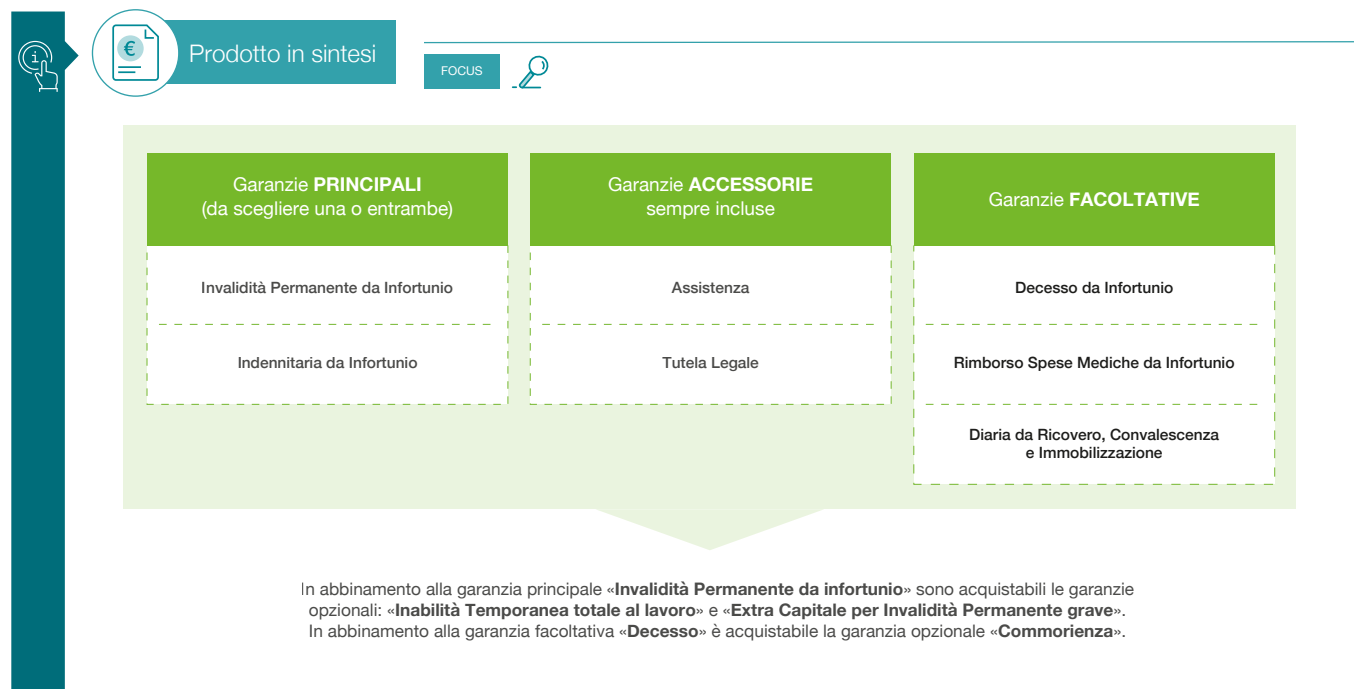 Prodotto in sintesi
FOCUS
Garanzie PRINCIPALI
(da scegliere una o entrambe)
Invalidità Permanente da Infortunio
Indennitaria da Infortunio
Garanzie ACCESSORIE
sempre incluse
Assistenza
Tutela Legale
Garanzie FACOLTATIVE
Decesso da Infortunio
Rimborso Spese Mediche da Infortunio
Diaria da Ricovero, Convalescenza
e Immobilizzazione
In abbinamento alla garanzia principale «Invalidità Permanente da infortunio» sono acquistabili le garanzie
opzionali: «Inabilità Temporanea totale al lavoro» e «Extra Capitale per Invalidità Permanente grave».
In abbinamento alla garanzia facoltativa «Decesso» è acquistabile la garanzia opzionale «Commorienza».